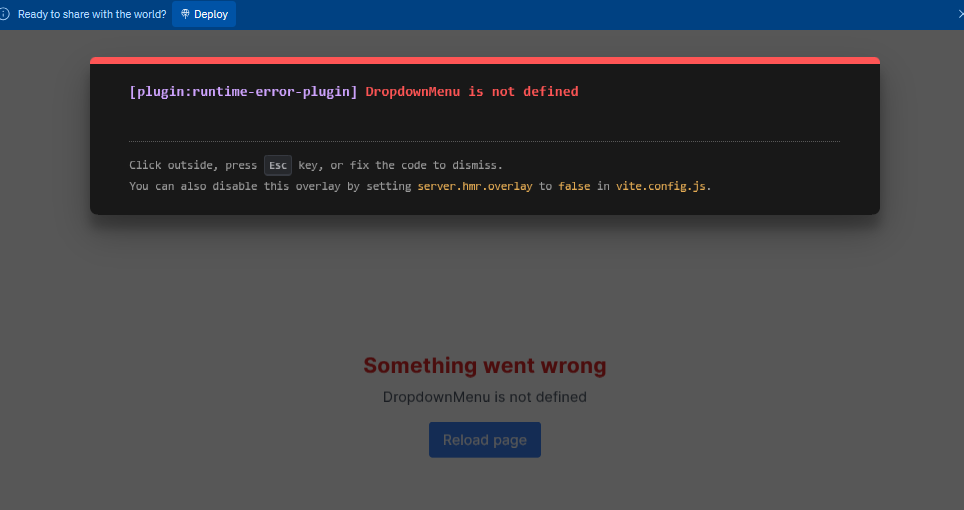 Ready to share with the world? Deploy
[plugin:runtime-error-plugin] DropdownMenu is not defined
Click outside, press Esc key, or fix the code to dismiss.
You can also disable this overlay by setting server.hmr.overlay to false in vite.config.js.
Something went wrong
DropdownMenu is not defined
Reload page